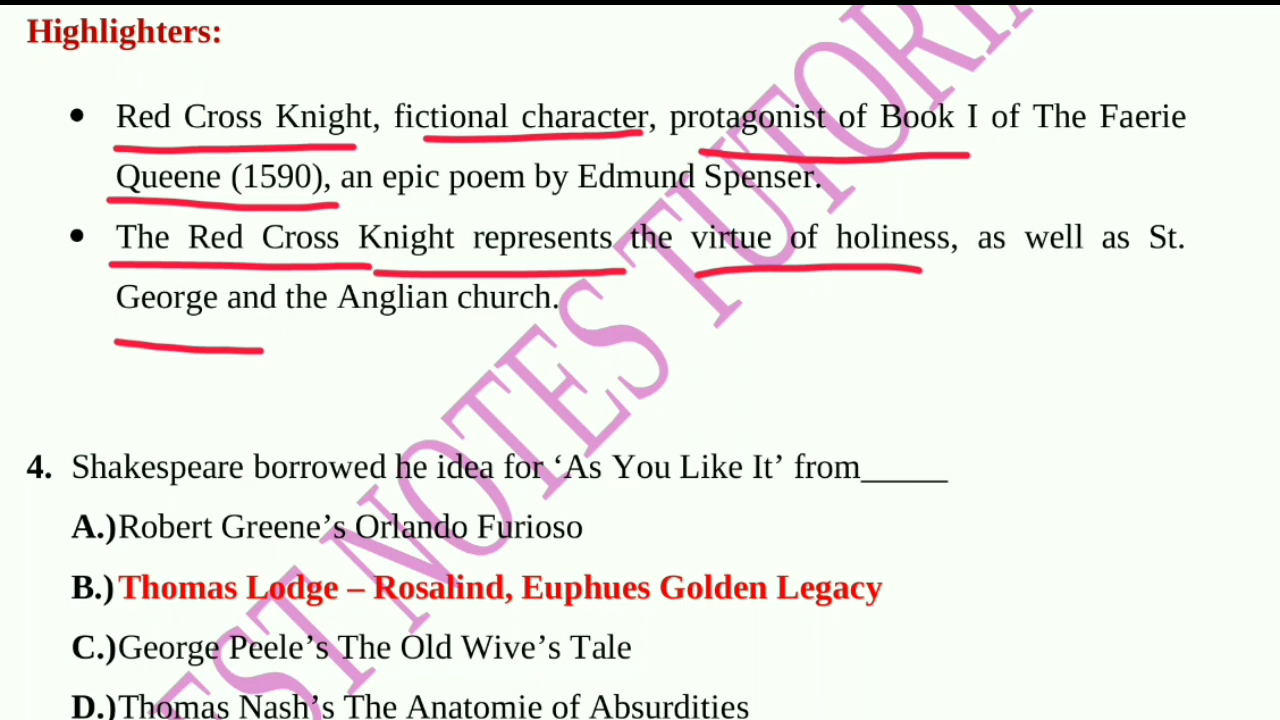 Highlighters:
• Red Cross Knight, fictional character, protagonist of Book I of The Faerie
Queene (1590), an epic poem by Edmund Spenser.
• The Red Cross Knight represents the virtue of holiness, as well as St.
George and the Anglian church.
4. Shakespeare borrowed he idea for ‘As You Like It’ from_____
A.)Robert Greene’s Orlando Furioso
B.)Thomas Lodge – Rosalind, Euphues Golden Legacy
C.)George Peele’s The Old Wive’s Tale
D.)Thomas Nash’s The Anatomie of Absurdities
EST NOTES TUTORI